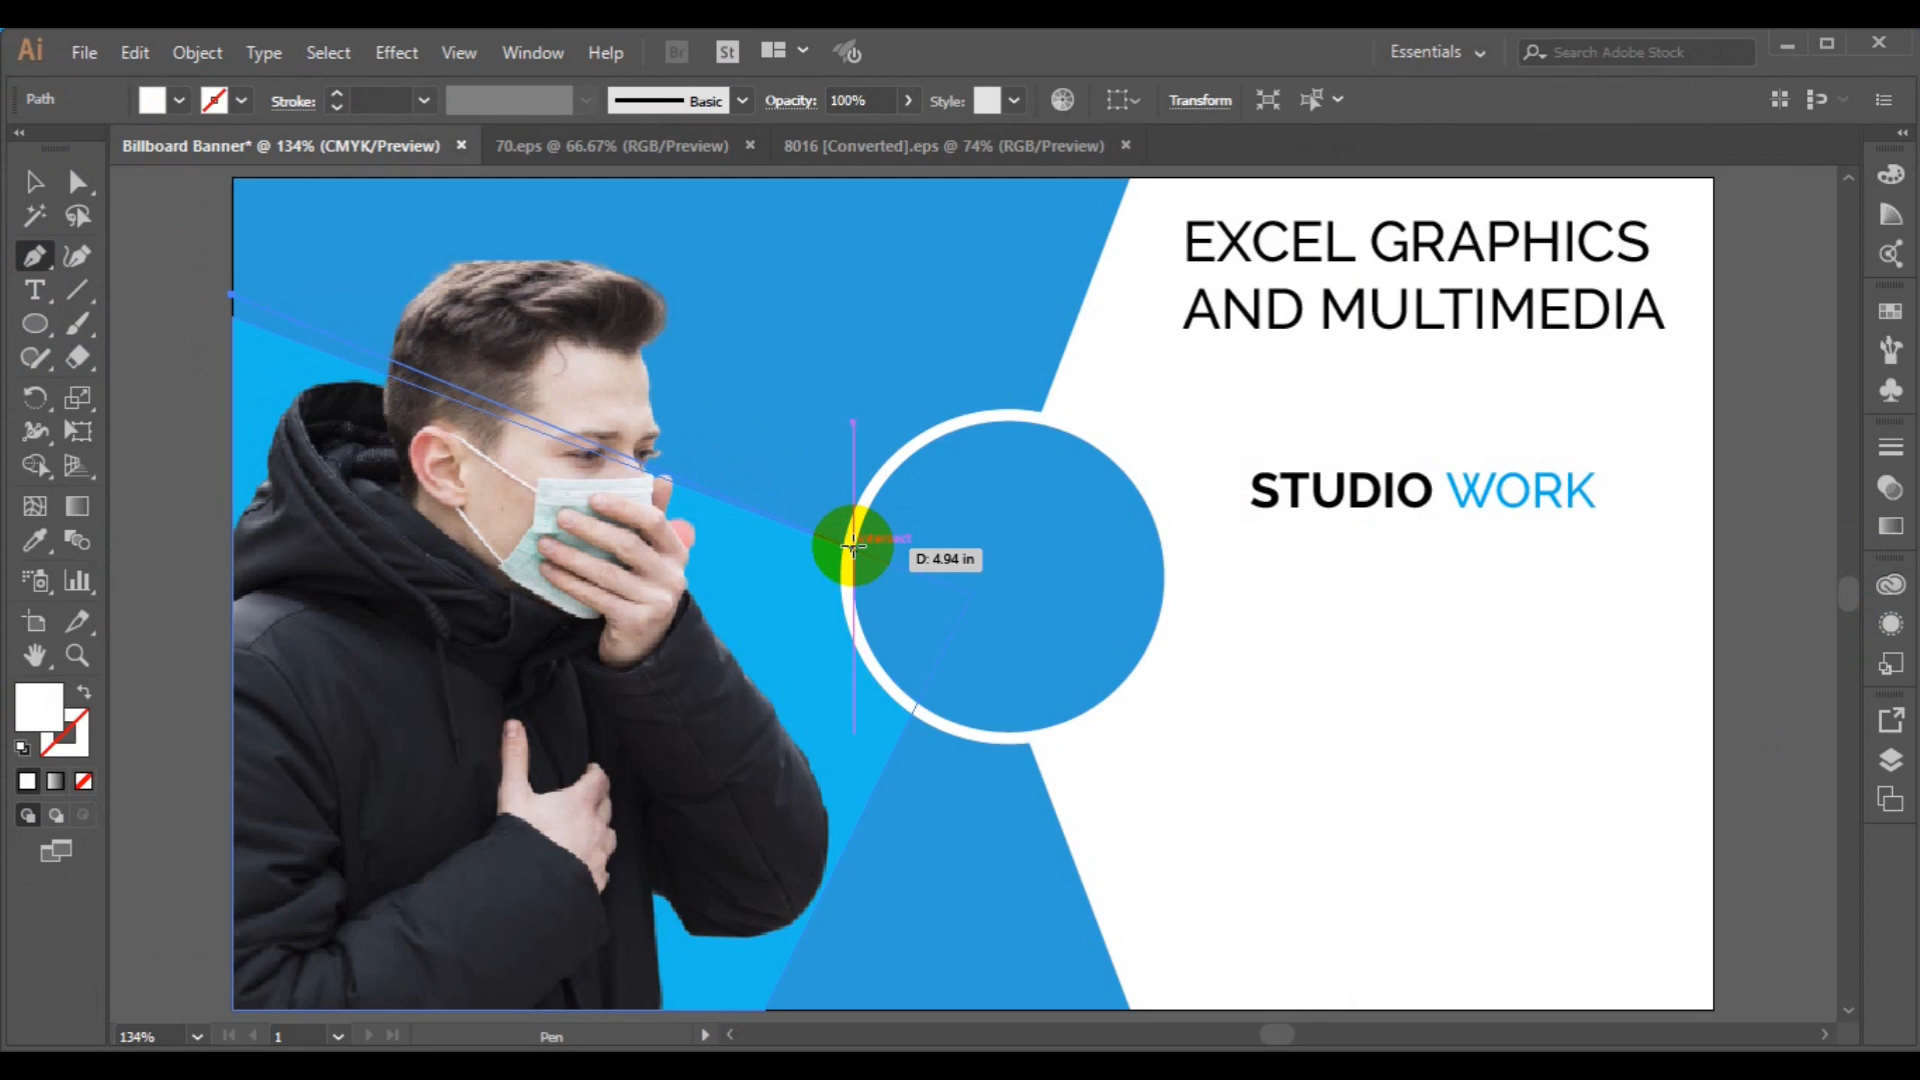 Ai File Edit Object Type Select Effect View Window Help Br St Essentials Search Adobe Stock
Path Stroke: Basic Opacity: 100% Style: Transform
Billboard Banner* @ 134% (CMYK/Preview) × 70.eps @ 66.67% (RGB/Preview) × 8016 [Converted].eps @ 74% (RGB/Preview) ×
EXCEL GRAPHICS
AND MULTIMEDIA
STUDIO WORK
intersect
D: 4.94 in
134% 1 Pen